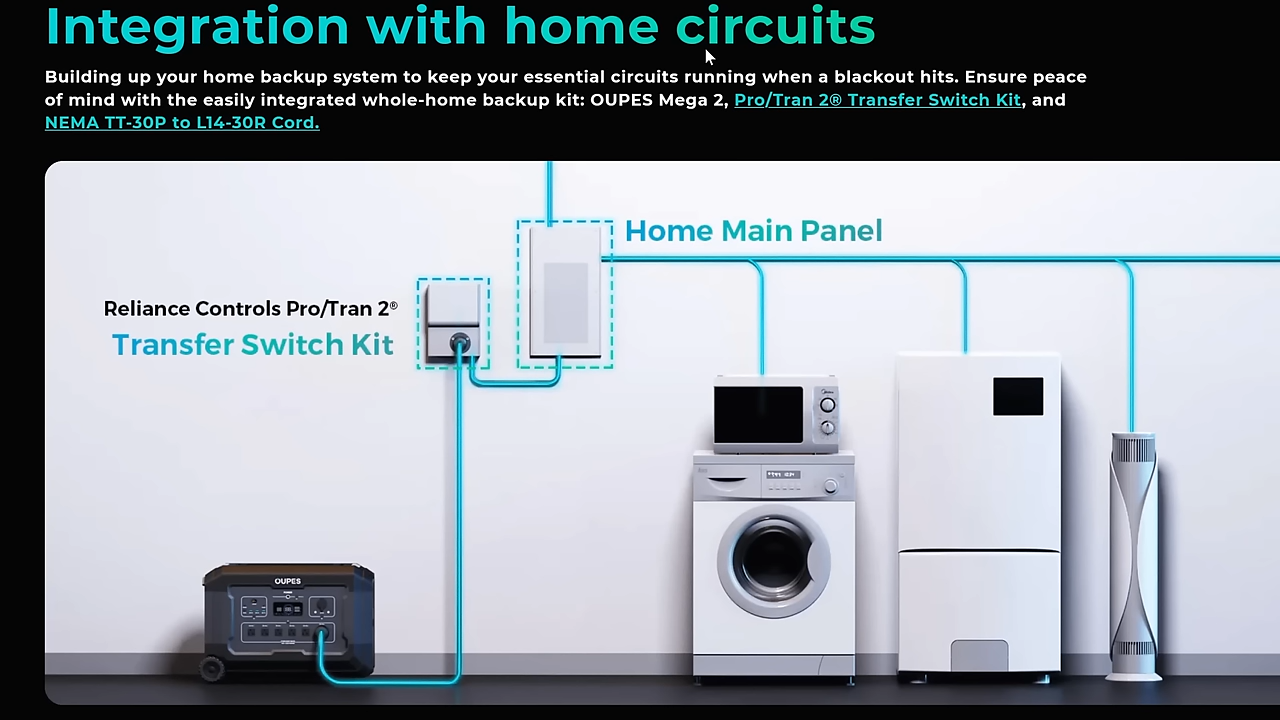 Integration with home circuits
Building up your home backup system to keep your essential circuits running when a blackout hits. Ensure peace
of mind with the easily integrated whole-home backup kit: OUPES Mega 2, Pro/Tran 2® Transfer Switch Kit, and
NEMA TT-30P to L14-30R Cord.
Home Main Panel
Reliance Controls Pro/Tran 2®
Transfer Switch Kit
OUPES